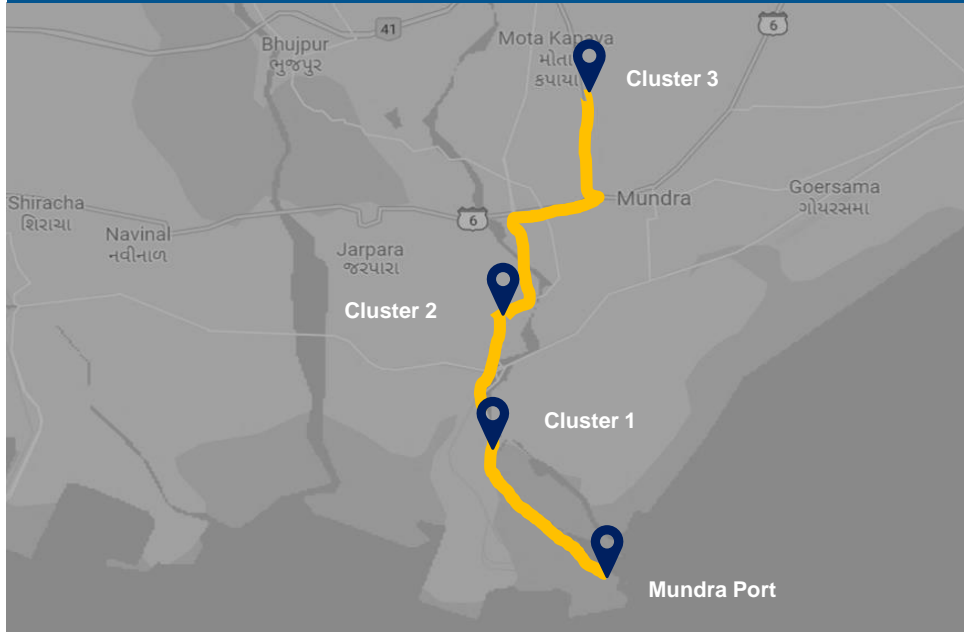 41
6
Bhujpur
ભુજપુર
Mota Kapaya
મોતા
કપાયા
Cluster 3
Shiracha
શિરાચા
Navinal
નવીનાળ
6
Mundra
Goersama
ગોયરસમા
Jarpara
જરપારા
Cluster 2
Cluster 1
Mundra Port